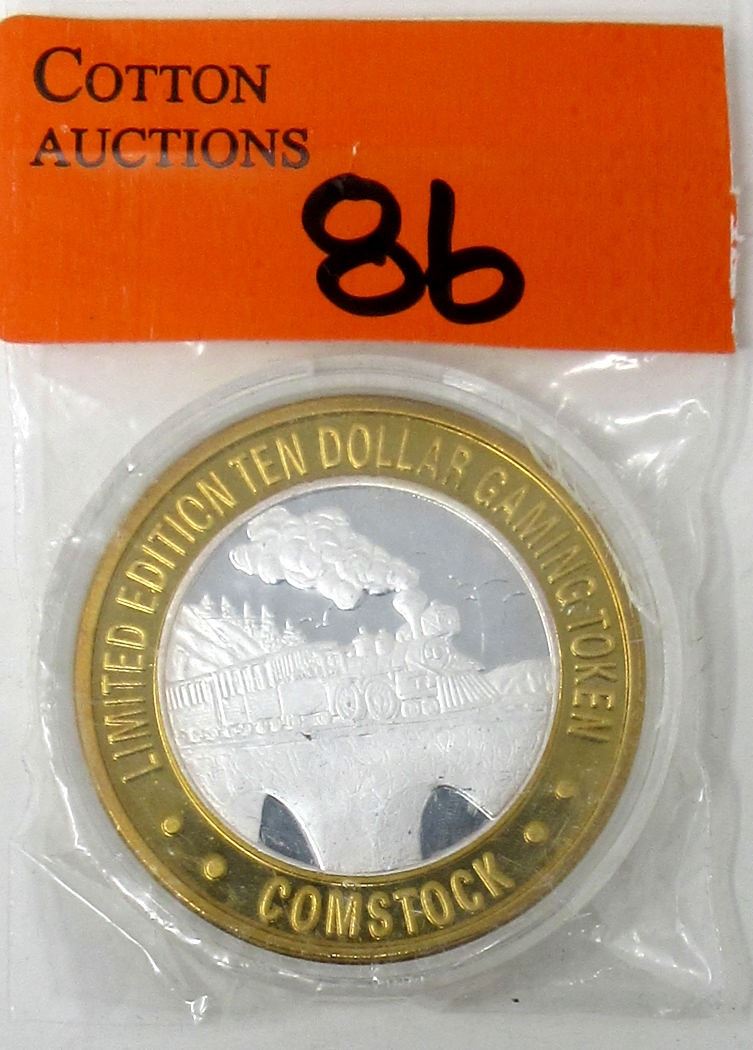 COTTON
AUCTIONS
86
LIMITED EDITION TEN DOLLAR GAMING TOKEN
COMSTOCK